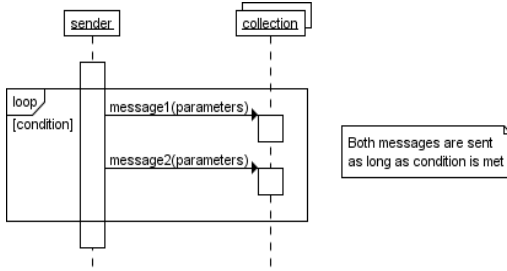 sender
collection
loop
[condition]
message1(parameters)
message2(parameters)
Both messages are sent
as long as condition is met